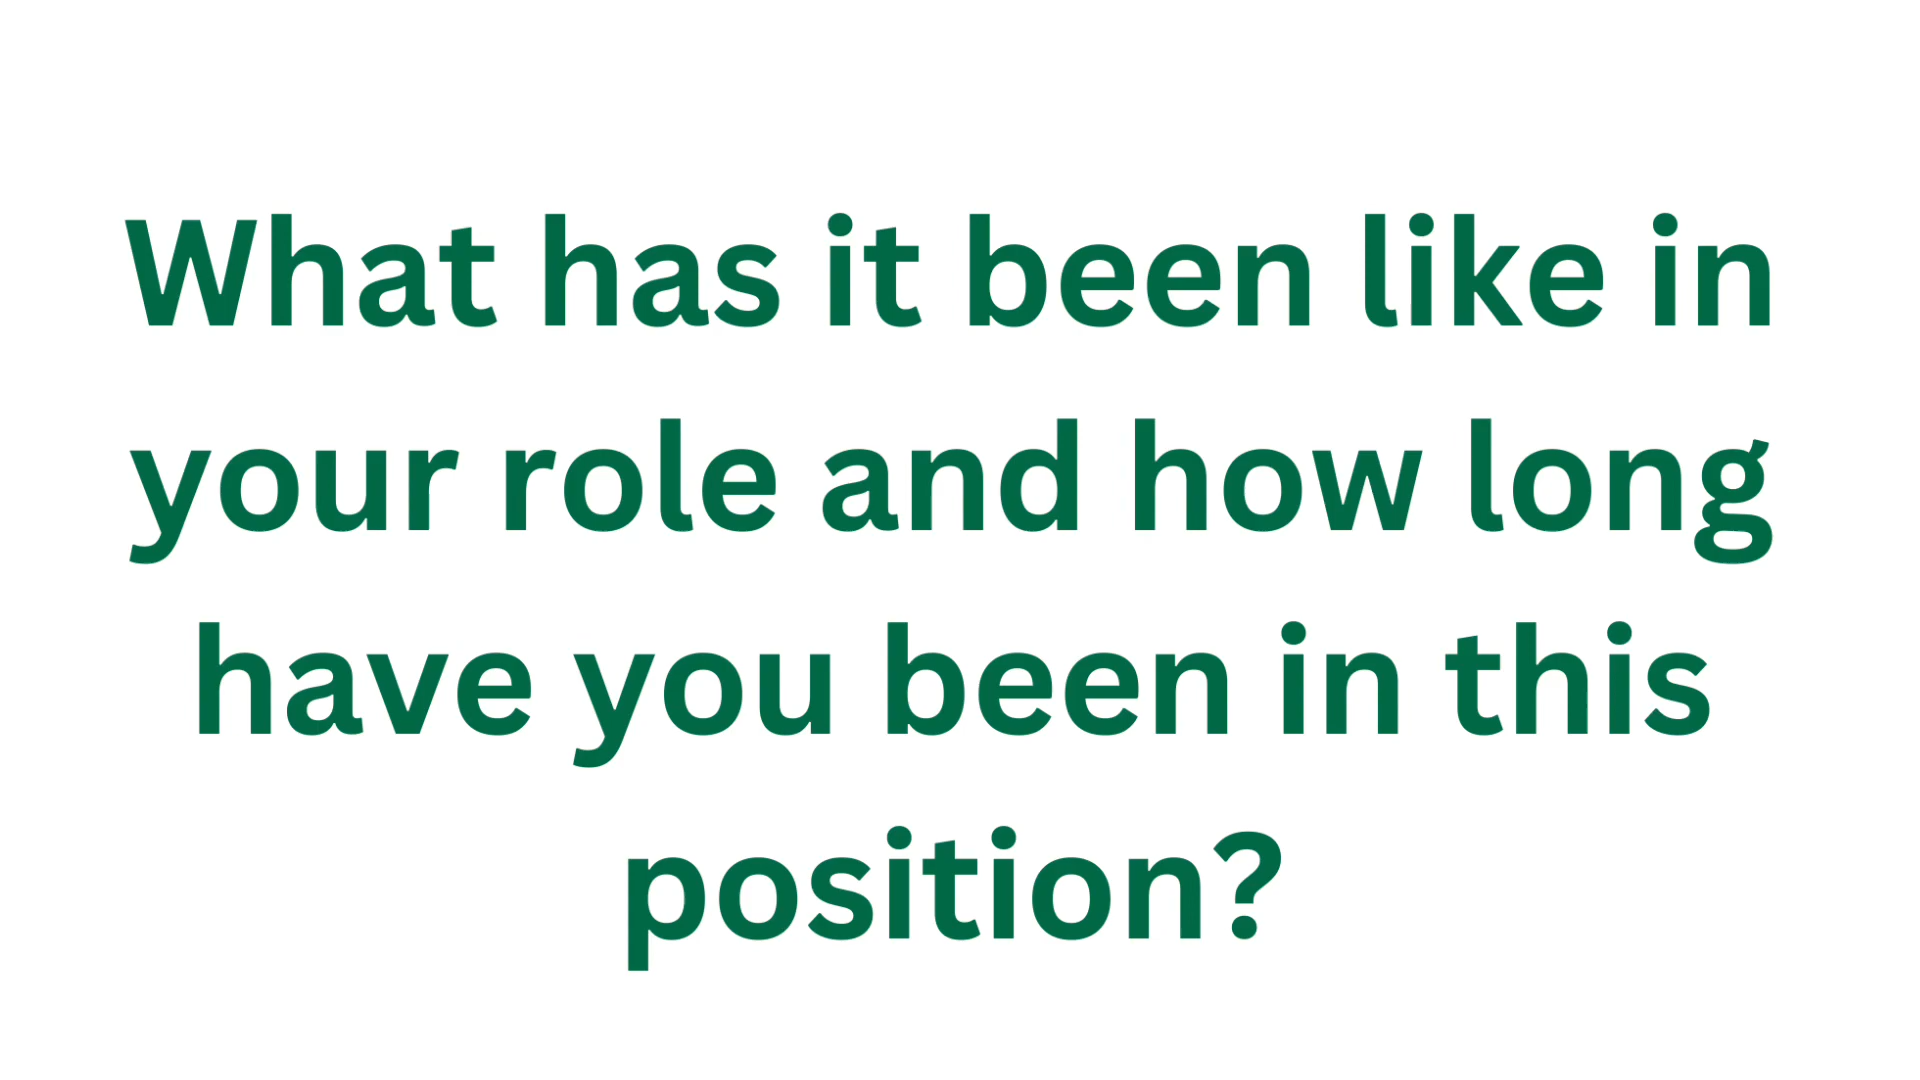 What has it been like in
your role and how long
have you been in this
position?